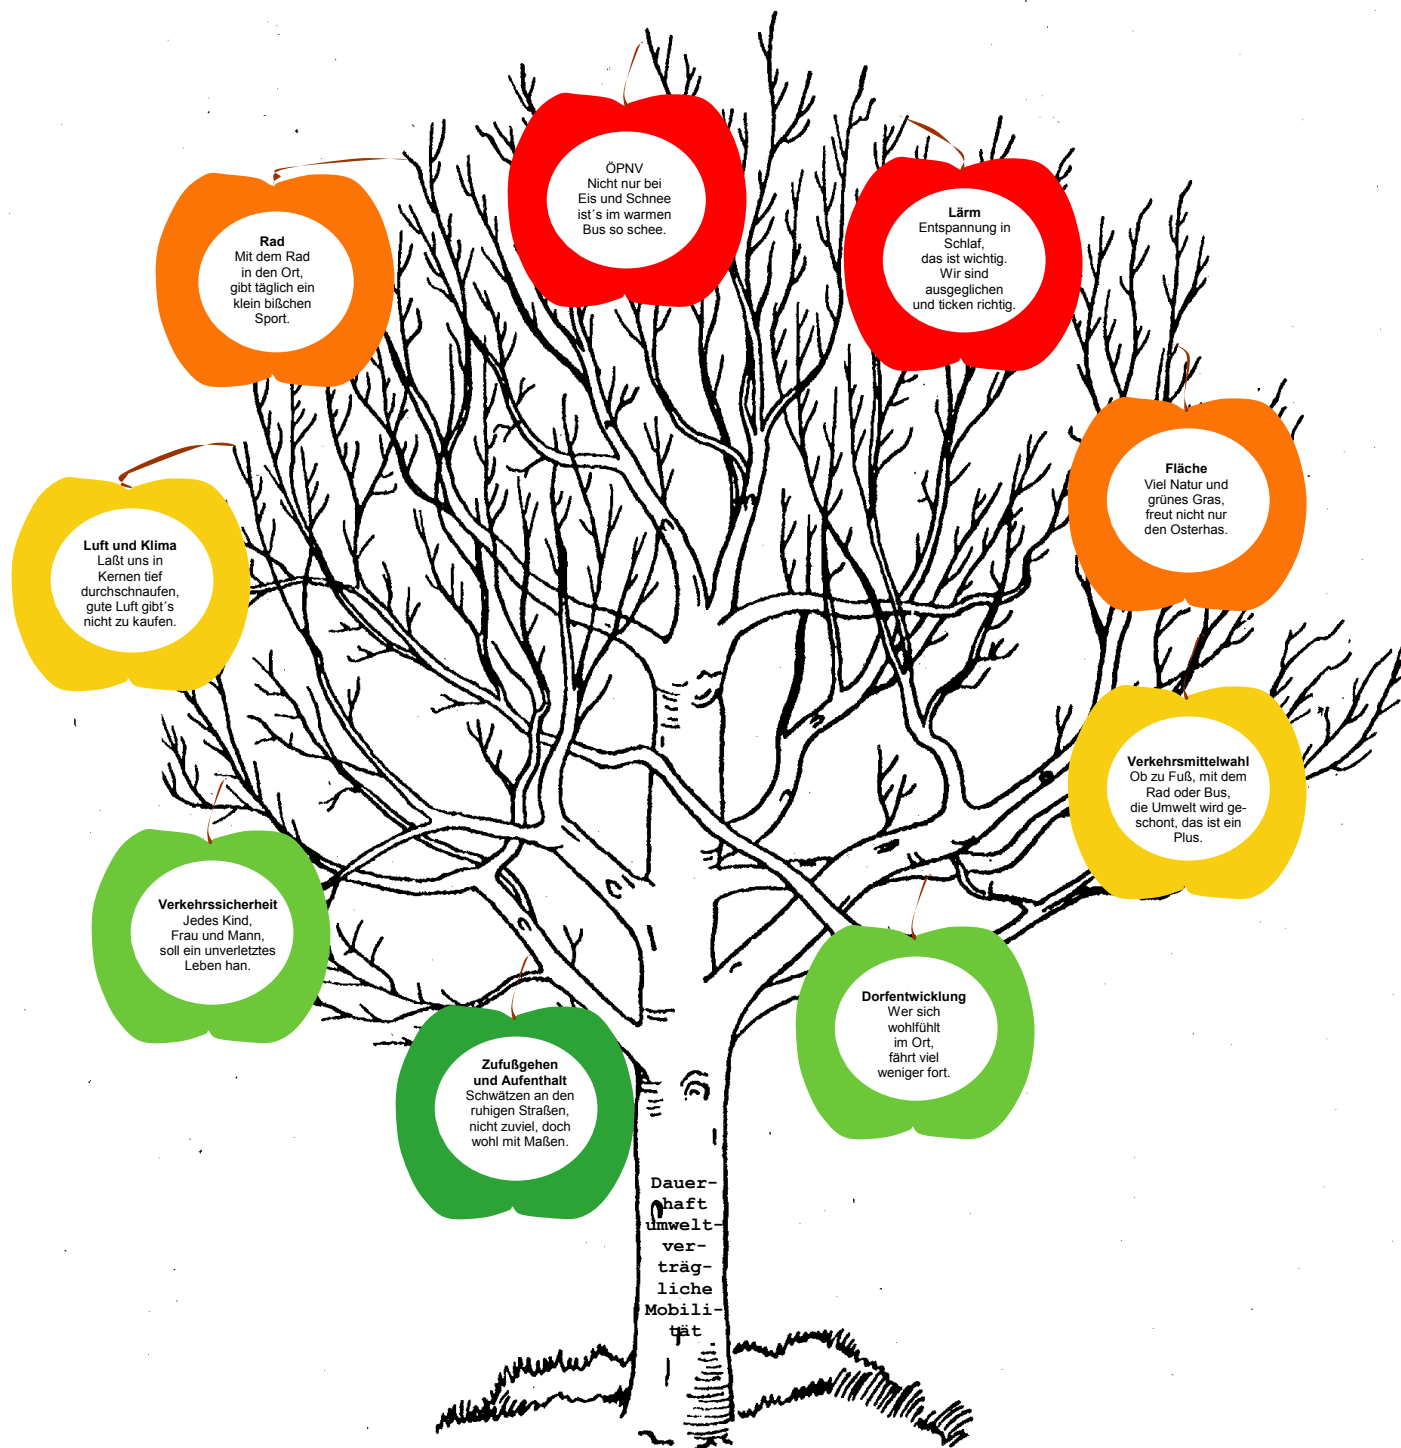 ÖPNV
Nicht nur bei
Eis und Schnee
ist´s im warmen
Bus so schee.
Lärm
Entspannung in
Schlaf,
das ist wichtig.
Wir sind
ausgeglichen
und ticken richtig.
Rad
Mit dem Rad
in den Ort,
gibt täglich ein
klein bißchen
Sport.
Fläche
Viel Natur und
grünes Gras,
freut nicht nur
den Osterhas.
Luft und Klima
Laßt uns in
Kernen tief
durchschnaufen,
gute Luft gibt´s
nicht zu kaufen.
Verkehrsmittelwahl
Ob zu Fuß, mit dem
Rad oder Bus,
die Umwelt wird ge-
schont, das ist ein
Plus.
Verkehrssicherheit
Jedes Kind,
Frau und Mann,
soll ein unverletztes
Leben han.
Dorfentwicklung
Wer sich
wohlfühlt
im Ort,
fährt viel
weniger fort.
Zufußgehen
und Aufenthalt
Schwätzen an den
ruhigen Straßen,
nicht zuviel, doch
wohl mit Maßen.
Dauer-
haft
umwelt-
ver-
träg-
liche
Mobili-
tät